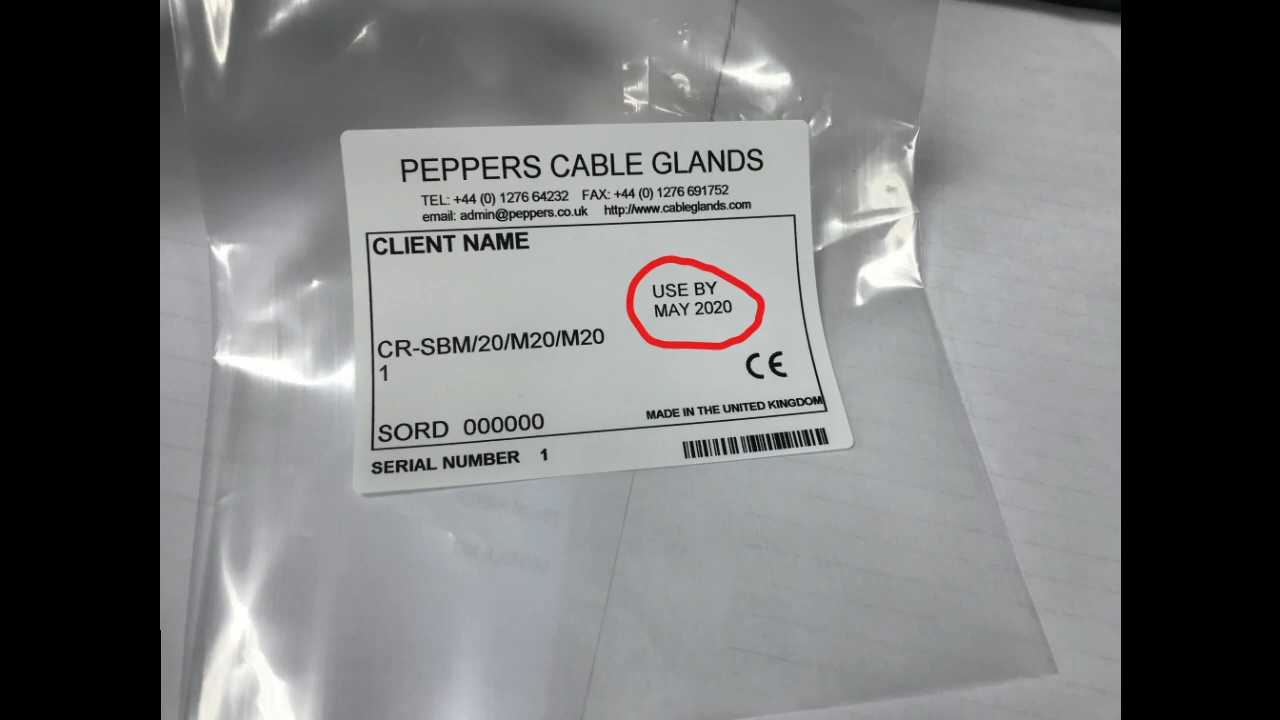 PEPPERS CABLE GLANDS
TEL: +44 (0) 1276 64232 FAX: +44 (0) 1276 691752
email: admin@peppers.co.uk http://www.cableglands.com
CLIENT NAME
USE BY
MAY 2020
CR-SBM/20/M20/M20
1
CE
SORD 000000
MADE IN THE UNITED KINGDOM
SERIAL NUMBER 1